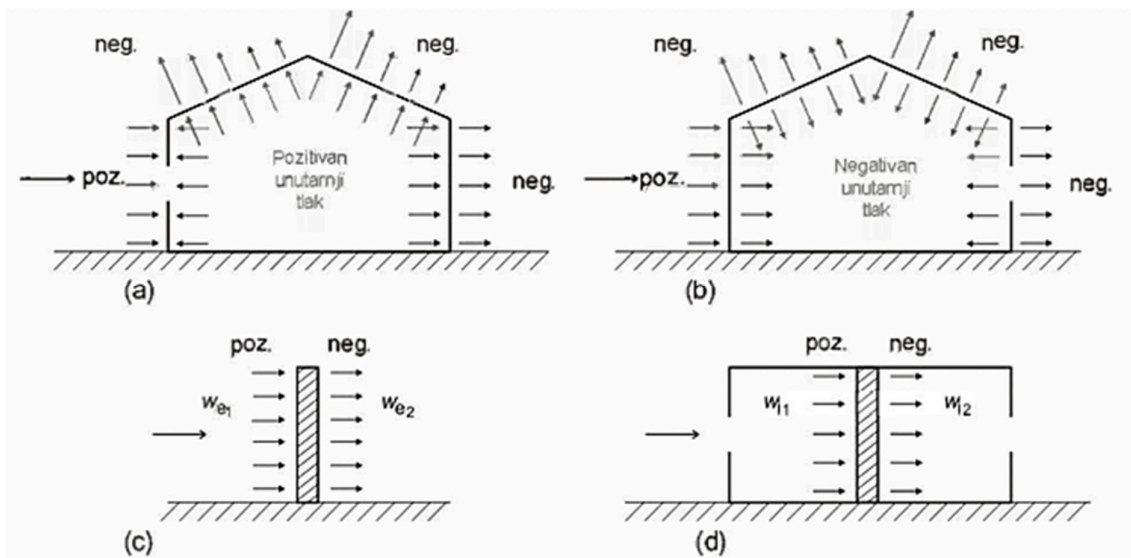 neg.
neg.
poz.
Pozitivan
unutarnji
tlak
neg.
(a)
neg.
neg.
poz.
Negativan
unutarnji
tlak
neg.
(b)
poz.
neg.
we1
we2
(c)
poz.
neg.
wi1
wi2
(d)